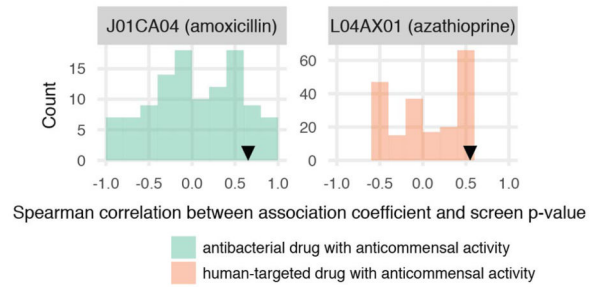 J01CA04 (amoxicillin)
L04AX01 (azathioprine)
Count
15
10
5
0
60
40
20
0
-1.0 -0.5 0.0 0.5 1.0
-1.0 -0.5 0.0 0.5 1.0
Spearman correlation between association coefficient and screen p-value
antibacterial drug with anticommensal activity
human-targeted drug with anticommensal activity